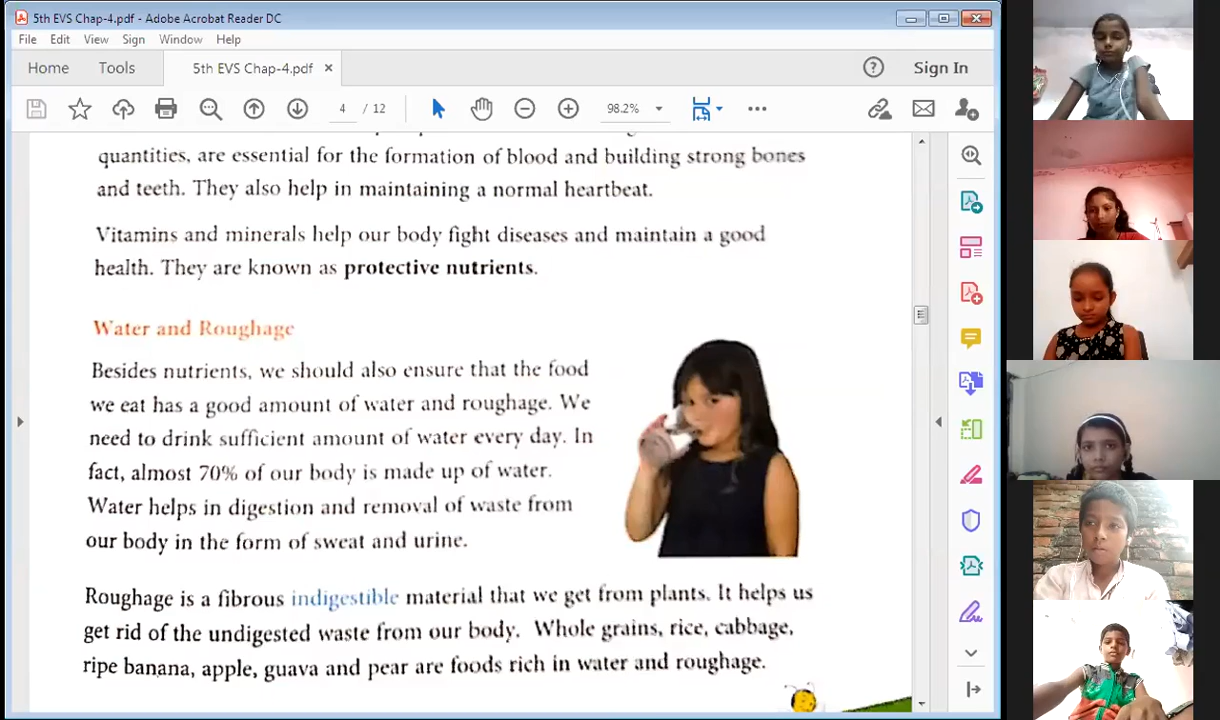 5th EVS Chap-4.pdf - Adobe Acrobat Reader DC
File Edit View Sign Window Help
Home Tools 5th EVS Chap-4.pdf × Sign In
4 / 12 98.2%
quantities, are essential for the formation of blood and building strong bones
and teeth. They also help in maintaining a normal heartbeat.
Vitamins and minerals help our body fight diseases and maintain a good
health. They are known as protective nutrients.
Water and Roughage
Besides nutrients, we should also ensure that the food
we eat has a good amount of water and roughage. We
need to drink sufficient amount of water every day. In
fact, almost 70% of our body is made up of water.
Water helps in digestion and removal of waste from
our body in the form of sweat and urine.
Roughage is a fibrous indigestible material that we get from plants. It helps us
get rid of the undigested waste from our body. Whole grains, rice, cabbage,
ripe banana, apple, guava and pear are foods rich in water and roughage.